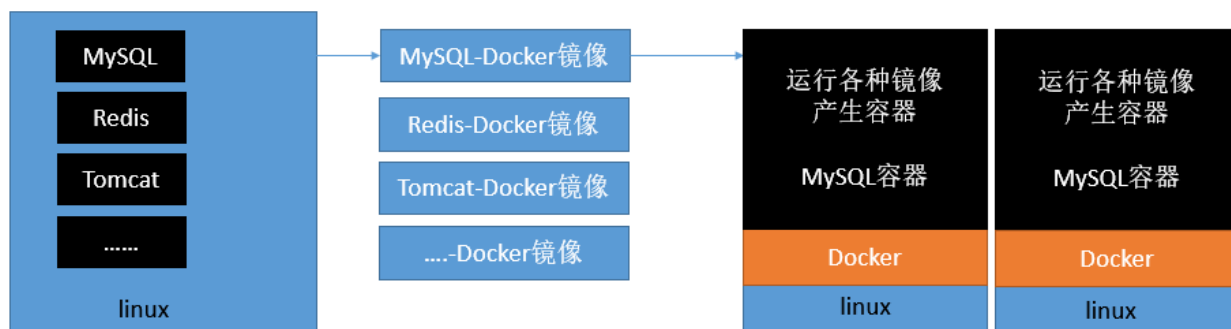 MySQL
Redis
Tomcat
……
linux
MySQL-Docker镜像
Redis-Docker镜像
Tomcat-Docker镜像
….-Docker镜像
运行各种镜像
产生容器
MySQL容器
Docker
linux
运行各种镜像
产生容器
MySQL容器
Docker
linux